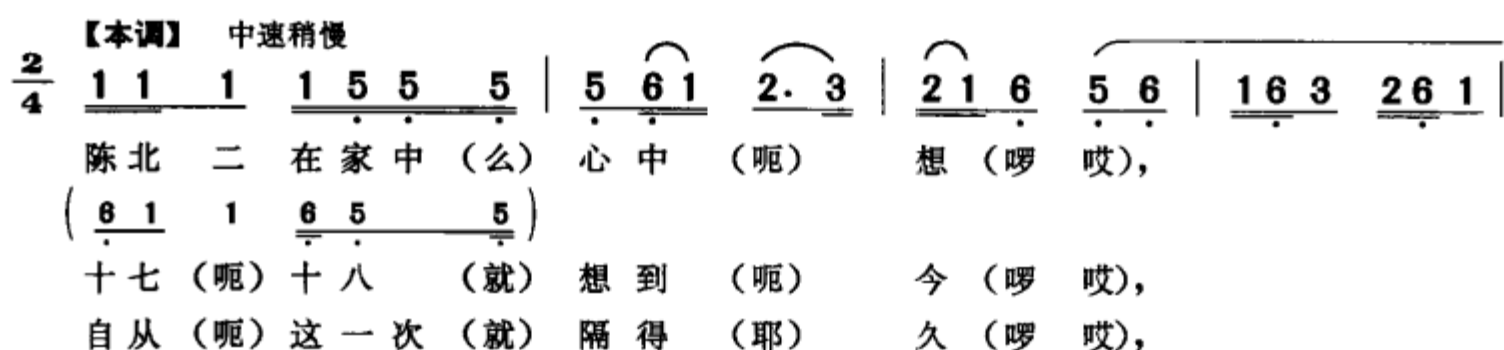 【本调】 中速稍慢
2/4 1 1 1 1 5 5 5 | 5 6 1 2. 3 | 2 1 6 5 6 | 1 6 3 2 6 1 |
陈北 二 在家中(么) 心中 (呃) 想(啰 哎),
( 6 1 1 6 5 5 )
十七(呃)十八 (就) 想到 (呃) 今(啰 哎),
自从(呃)这一次(就) 隔得 (耶) 久(啰 哎),